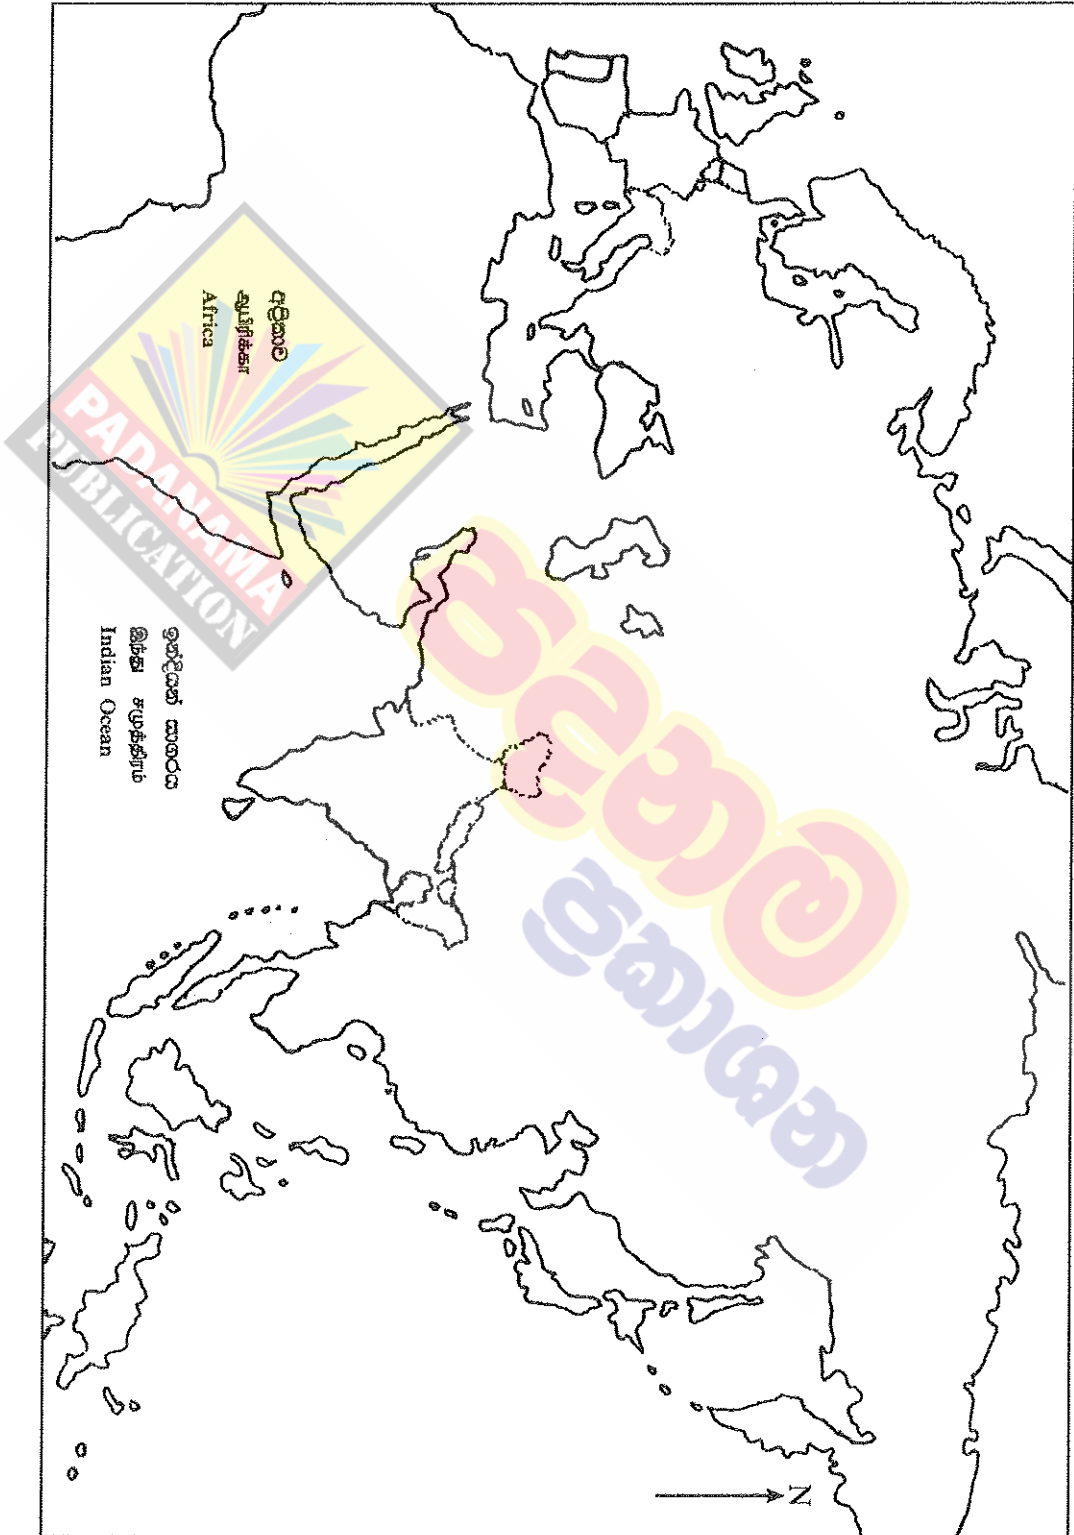 අප්‍රිකාව
ஆபிரிக்கா
Africa
ඉන්දියන් සාගරය
இந்து சமுத்திரம்
Indian Ocean
N
PADANAMA
PUBLICATION